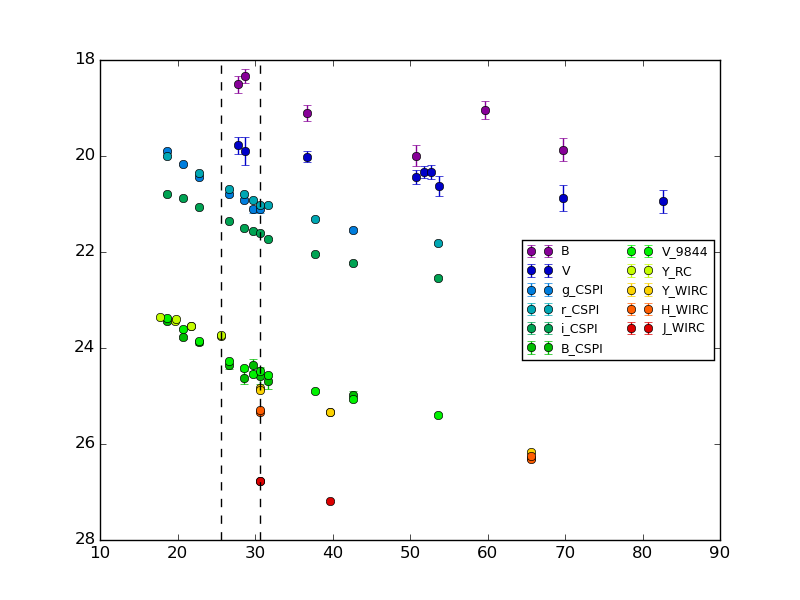 18
20
22
24
26
28
10 20 30 40 50 60 70 80 90
B V_9844
V Y_RC
g_CSPI Y_WIRC
r_CSPI H_WIRC
i_CSPI J_WIRC
B_CSPI